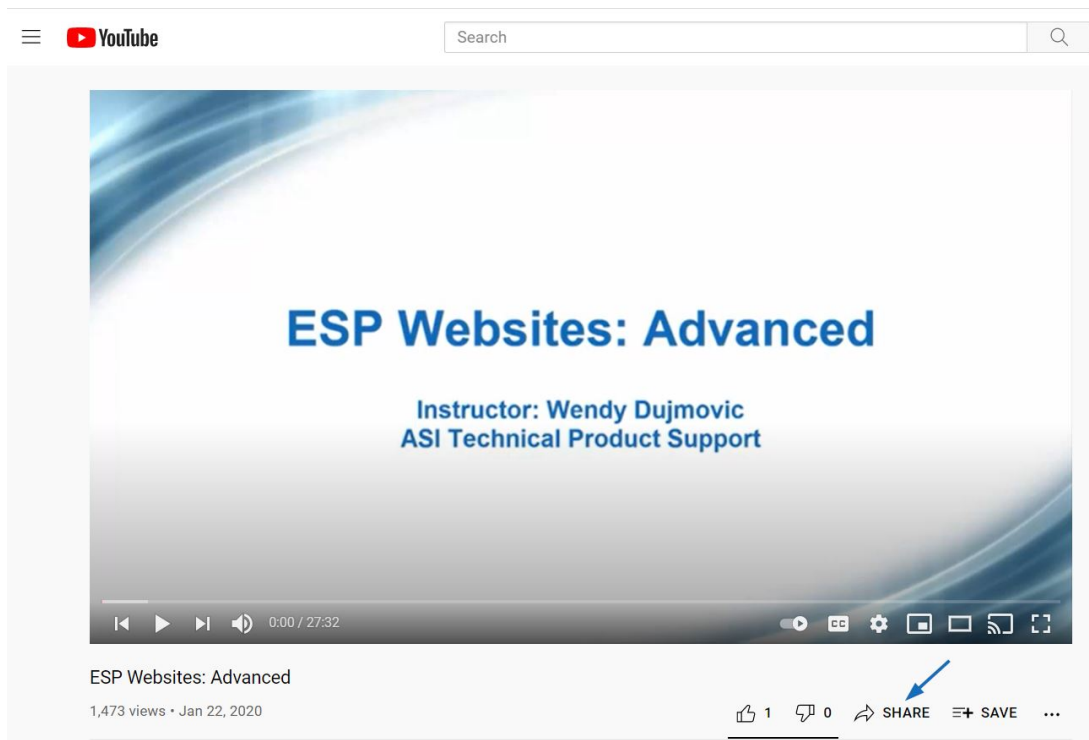 YouTube
Search
ESP Websites: Advanced
Instructor: Wendy Dujmovic
ASI Technical Product Support
0:00 / 27:32
CC
ESP Websites: Advanced
1,473 views • Jan 22, 2020
1 0 SHARE SAVE ...